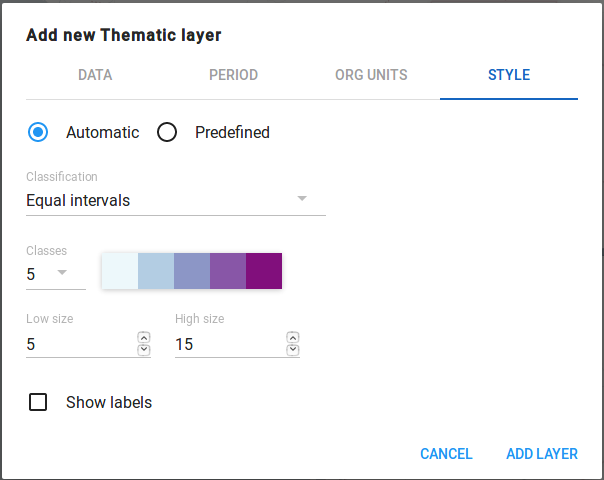 Add new Thematic layer
DATA PERIOD ORG UNITS STYLE
Automatic Predefined
Classification
Equal intervals
Classes
5
Low size High size
5 15
Show labels
CANCEL ADD LAYER